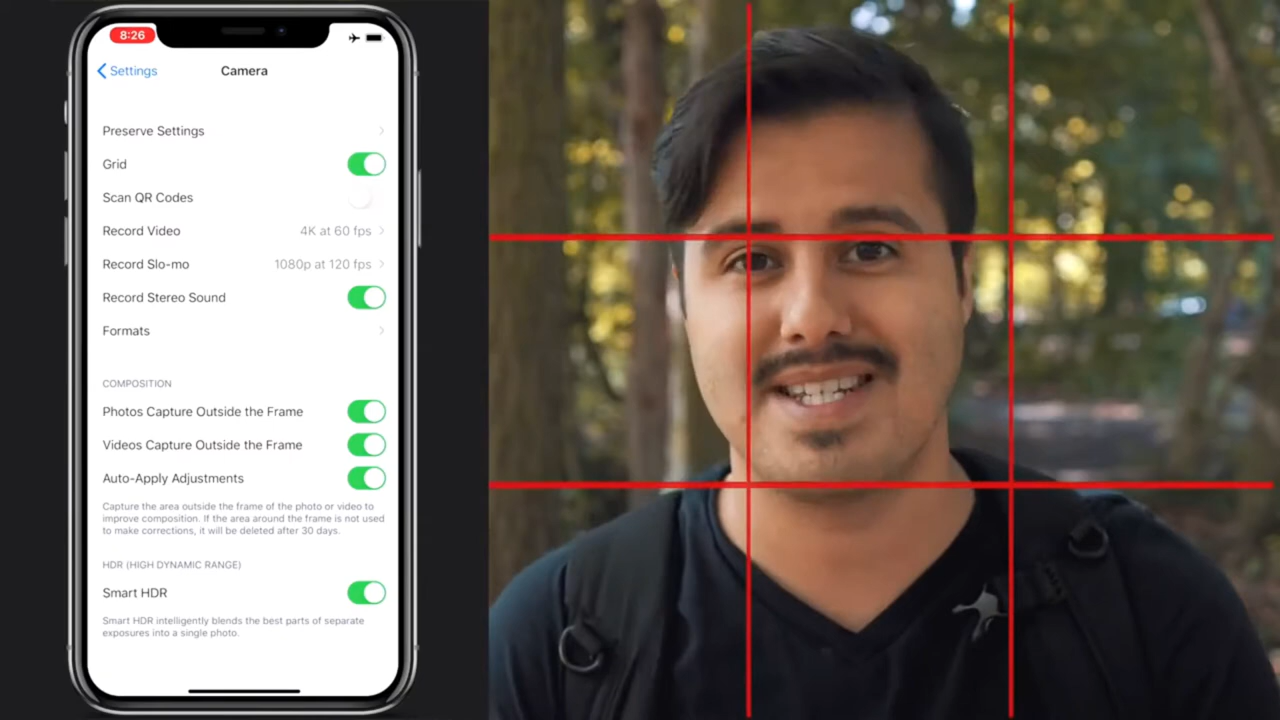 8:26
Settings
Camera
Preserve Settings
Grid
Scan QR Codes
Record Video 4K at 60 fps
Record Slo-mo 1080p at 120 fps
Record Stereo Sound
Formats
COMPOSITION
Photos Capture Outside the Frame
Videos Capture Outside the Frame
Auto-Apply Adjustments
Capture the area outside the frame of the photo or video to
improve composition. If the area around the frame is not used
to make corrections, it will be deleted after 30 days.
HDR (HIGH DYNAMIC RANGE)
Smart HDR
Smart HDR intelligently blends the best parts of separate
exposures into a single photo.